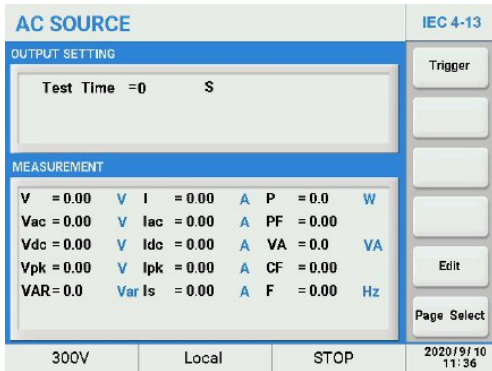 AC SOURCE
IEC 4-13
OUTPUT SETTING
Test Time =0 S
Trigger
MEASUREMENT
V = 0.00 V I = 0.00 A P = 0.0 W
Vac = 0.00 V Iac = 0.00 A PF = 0.00
Vdc = 0.00 V Idc = 0.00 A VA = 0.0 VA
Vpk = 0.00 V Ipk = 0.00 A CF = 0.00
VAR= 0.0 Var Is = 0.00 A F = 0.00 Hz
Edit
Page Select
300V Local STOP
2020/9/10
11:36